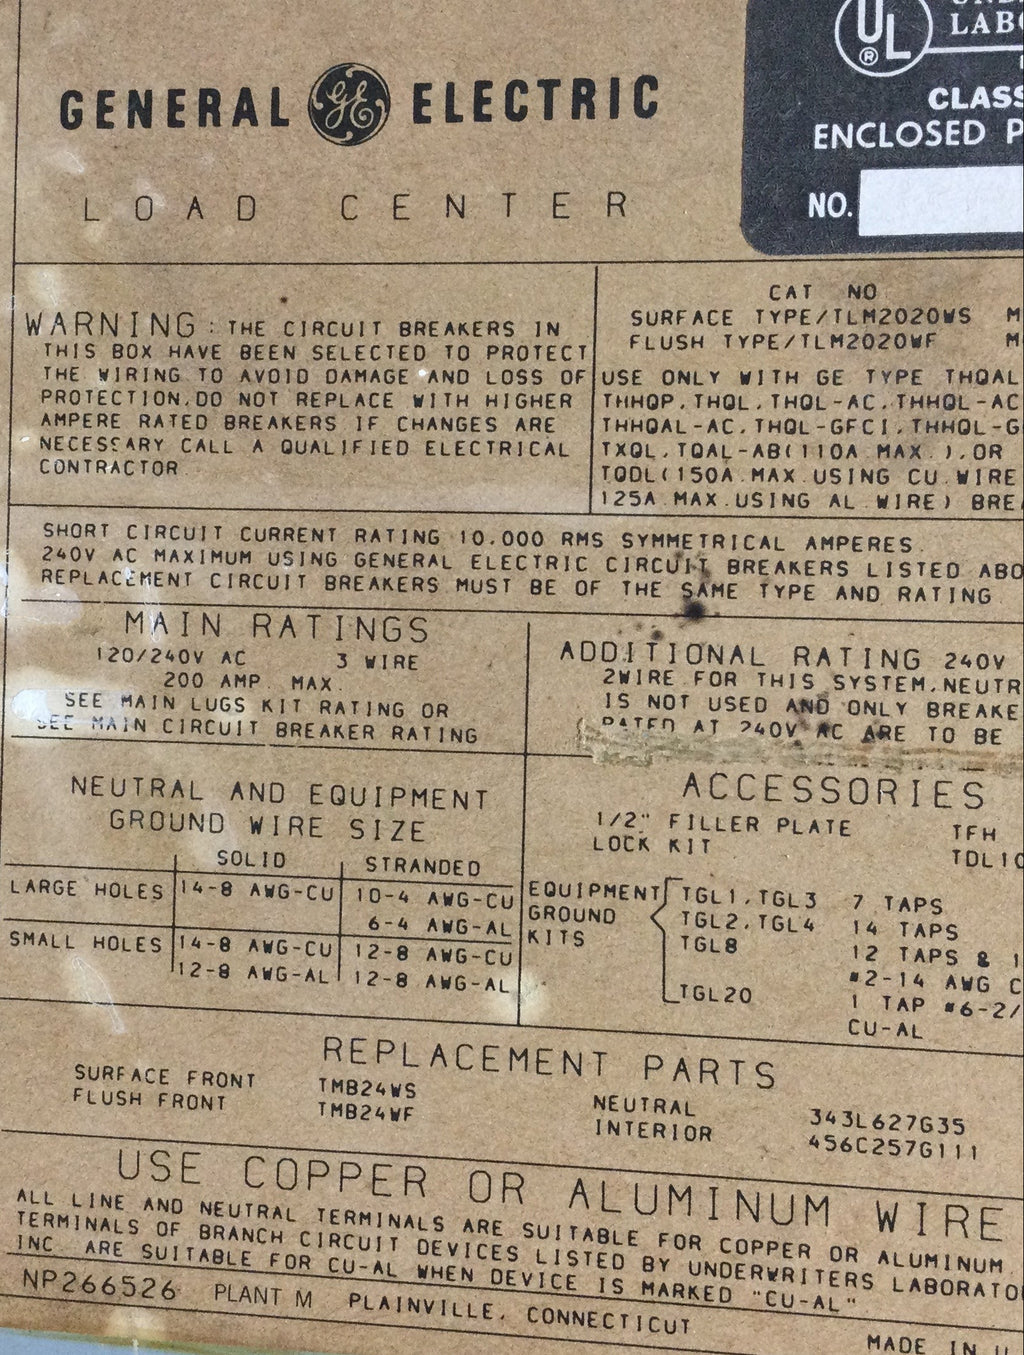 GENERAL GE ELECTRIC
LOAD CENTER
UL ®
CLASS
ENCLOSED P
NO.
WARNING: THE CIRCUIT BREAKERS IN
THIS BOX HAVE BEEN SELECTED TO PROTECT
THE WIRING TO AVOID DAMAGE AND LOSS OF
PROTECTION. DO NOT REPLACE WITH HIGHER
AMPERE RATED BREAKERS IF CHANGES ARE
NECESSARY CALL A QUALIFIED ELECTRICAL
CONTRACTOR
CAT NO
SURFACE TYPE/TLM2020WS M
FLUSH TYPE/TLM2020WF M
USE ONLY WITH GE TYPE THQAL
THHQP, THQL, THQL-AC, THHQL-AC
THHQAL-AC, THQL-GFCI, THHQL-G
TXQL, TQAL-AB(110A MAX.), OR
TQDL(150A MAX USING CU WIRE
125A MAX USING AL WIRE) BRE
SHORT CIRCUIT CURRENT RATING 10,000 RMS SYMMETRICAL AMPERES.
240V AC MAXIMUM USING GENERAL ELECTRIC CIRCUIT BREAKERS LISTED ABO
REPLACEMENT CIRCUIT BREAKERS MUST BE OF THE SAME TYPE AND RATING
MAIN RATINGS
120/240V AC 3 WIRE
200 AMP. MAX.
SEE MAIN LUGS KIT RATING OR
SEE MAIN CIRCUIT BREAKER RATING
ADDITIONAL RATING 240V
2WIRE FOR THIS SYSTEM, NEUTR
IS NOT USED AND ONLY BREAKE
RATED AT 240V AC ARE TO BE
NEUTRAL AND EQUIPMENT
GROUND WIRE SIZE
SOLID STRANDED
LARGE HOLES 14-8 AWG-CU 10-4 AWG-CU
6-4 AWG-AL
SMALL HOLES 14-8 AWG-CU 12-8 AWG-CU
12-8 AWG-AL 12-8 AWG-AL
ACCESSORIES
1/2" FILLER PLATE TFH
LOCK KIT TDL10
EQUIPMENT TGL1, TGL3 7 TAPS
GROUND TGL2, TGL4 14 TAPS
KITS TGL8 12 TAPS & 1
#2-14 AWG C
TGL20 1 TAP #6-2/
CU-AL
REPLACEMENT PARTS
SURFACE FRONT TMB24WS
FLUSH FRONT TMB24WF
NEUTRAL 343L627G35
INTERIOR 456C257G111
USE COPPER OR ALUMINUM WIRE
ALL LINE AND NEUTRAL TERMINALS ARE SUITABLE FOR COPPER OR ALUMINUM.
TERMINALS OF BRANCH CIRCUIT DEVICES LISTED BY UNDERWRITERS LABORATO
INC ARE SUITABLE FOR CU-AL WHEN DEVICE IS MARKED "CU-AL"
NP266526 PLANT M PLAINVILLE, CONNECTICUT
MADE IN U